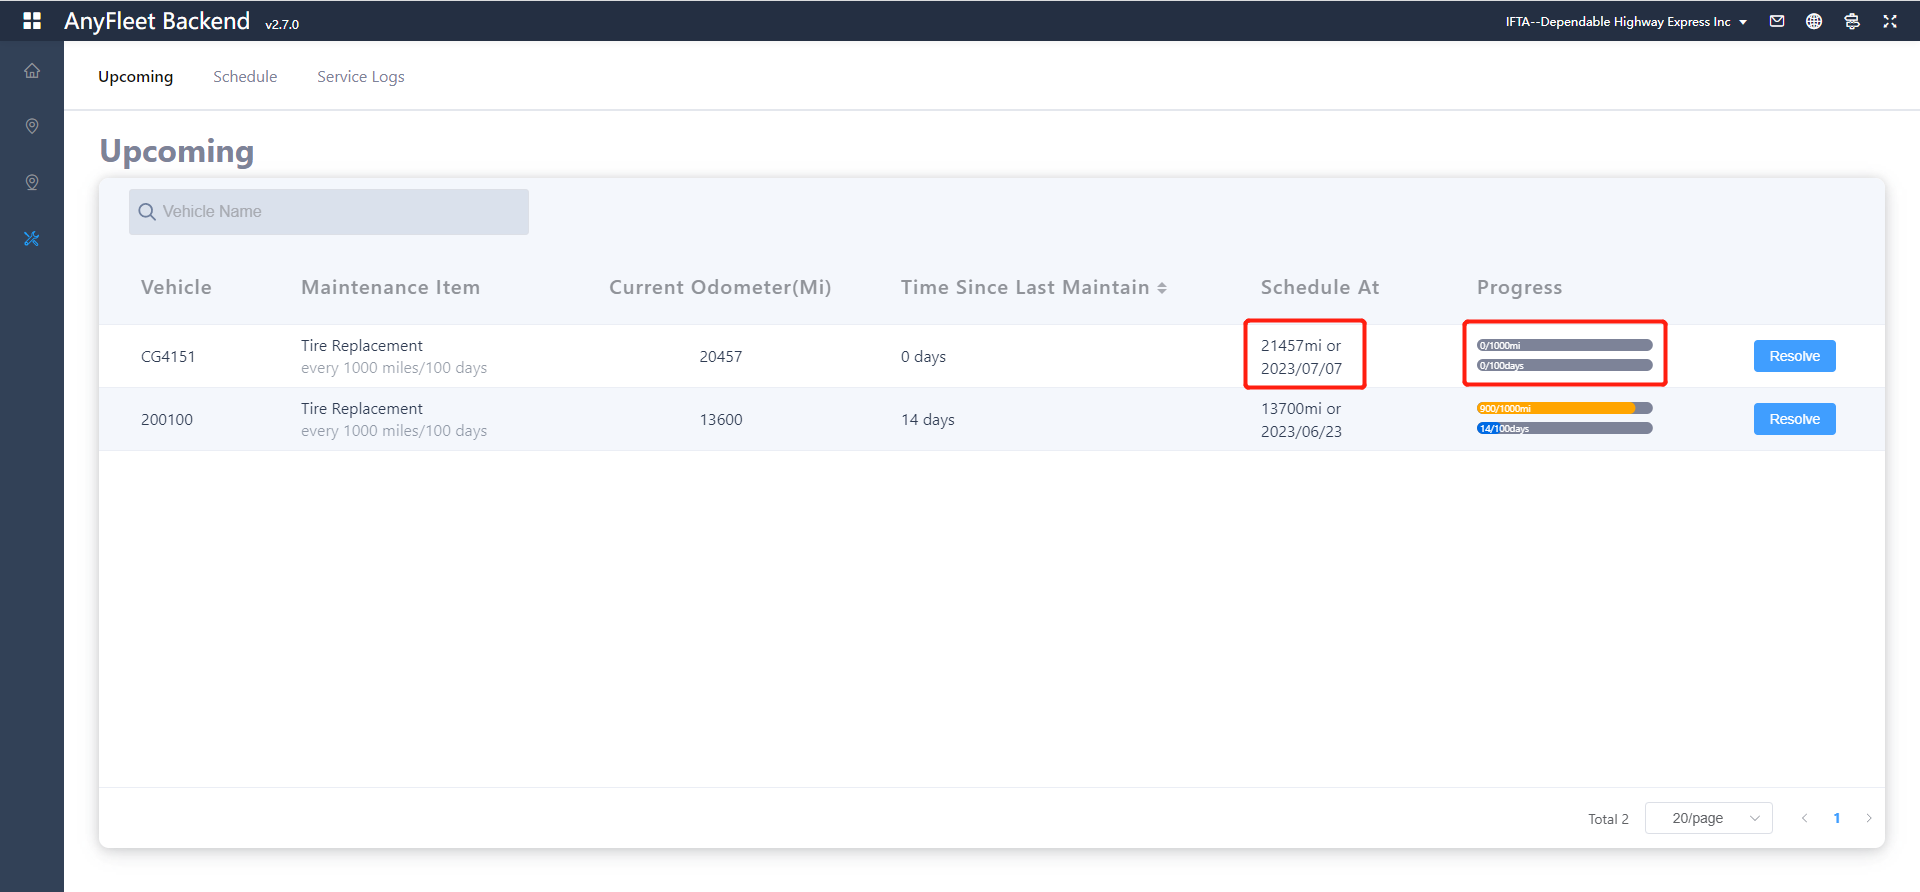 AnyFleet Backend v2.7.0
IFTA--Dependable Highway Express Inc
Upcoming Schedule Service Logs
Upcoming
Vehicle Name
Vehicle Maintenance Item Current Odometer(Mi) Time Since Last Maintain Schedule At Progress
CG4151
Tire Replacement
every 1000 miles/100 days
20457
0 days
21457mi or
2023/07/07
0/1000mi
0/100days
Resolve
200100
Tire Replacement
every 1000 miles/100 days
13600
14 days
13700mi or
2023/06/23
900/1000mi
14/100days
Resolve
Total 2 20/page 1